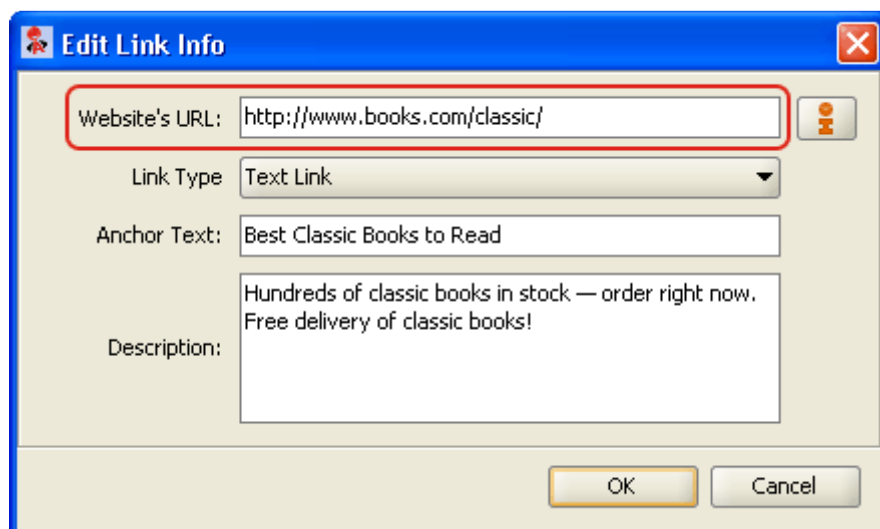 Edit Link Info
Website's URL: http://www.books.com/classic/
Link Type Text Link
Anchor Text: Best Classic Books to Read
Description: Hundreds of classic books in stock — order right now.
Free delivery of classic books!
OK Cancel